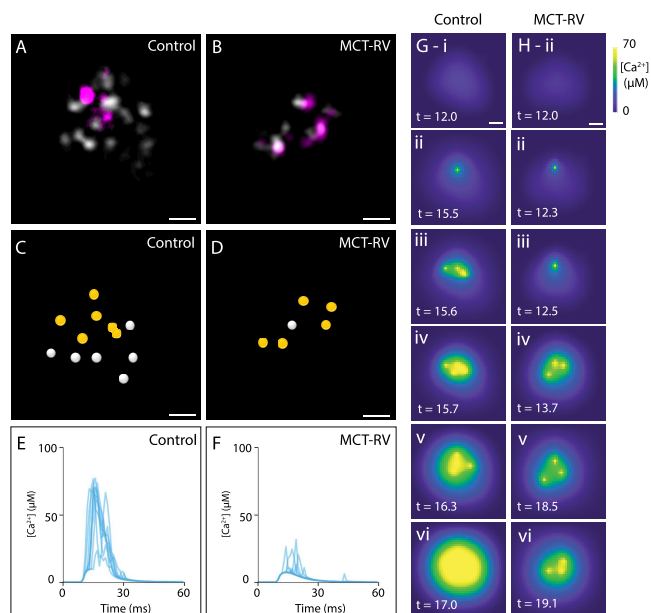 Control
MCT-RV
A
Control
B
MCT-RV
G - i
H - ii
70
[Ca²⁺]
(μM)
0
t = 12.0
t = 12.0
ii
ii
t = 15.5
t = 12.3
C
Control
D
MCT-RV
iii
iii
t = 15.6
t = 12.5
iv
iv
t = 15.7
t = 13.7
E
Control
F
MCT-RV
100
100
[Ca²⁺] (μM)
[Ca²⁺] (μM)
50
50
0
0
0
30
60
0
30
60
Time (ms)
Time (ms)
v
v
t = 16.3
t = 18.5
vi
vi
t = 17.0
t = 19.1